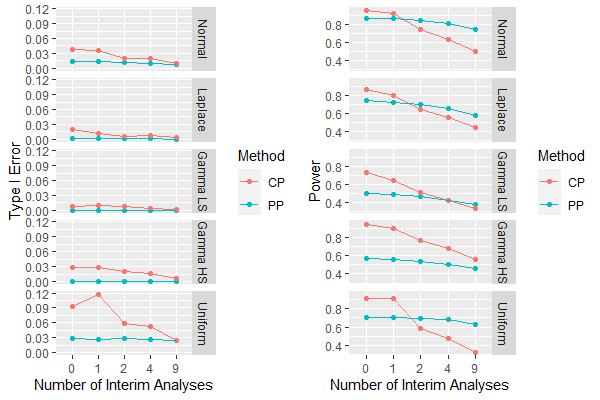 Type I Error
0.12
0.09
0.06
0.03
0.00
Normal
0.12
0.09
0.06
0.03
0.00
Laplace
0.12
0.09
0.06
0.03
0.00
Gamma LS
0.12
0.09
0.06
0.03
0.00
Gamma HS
0.12
0.09
0.06
0.03
0.00
Uniform
0 1 2 4 9
Number of Interim Analyses
Method
CP
PP
Power
0.8
0.6
0.4
Normal
0.8
0.6
0.4
Laplace
0.8
0.6
0.4
Gamma LS
0.8
0.6
0.4
Gamma HS
0.8
0.6
0.4
Uniform
0 1 2 4 9
Number of Interim Analyses
Method
CP
PP